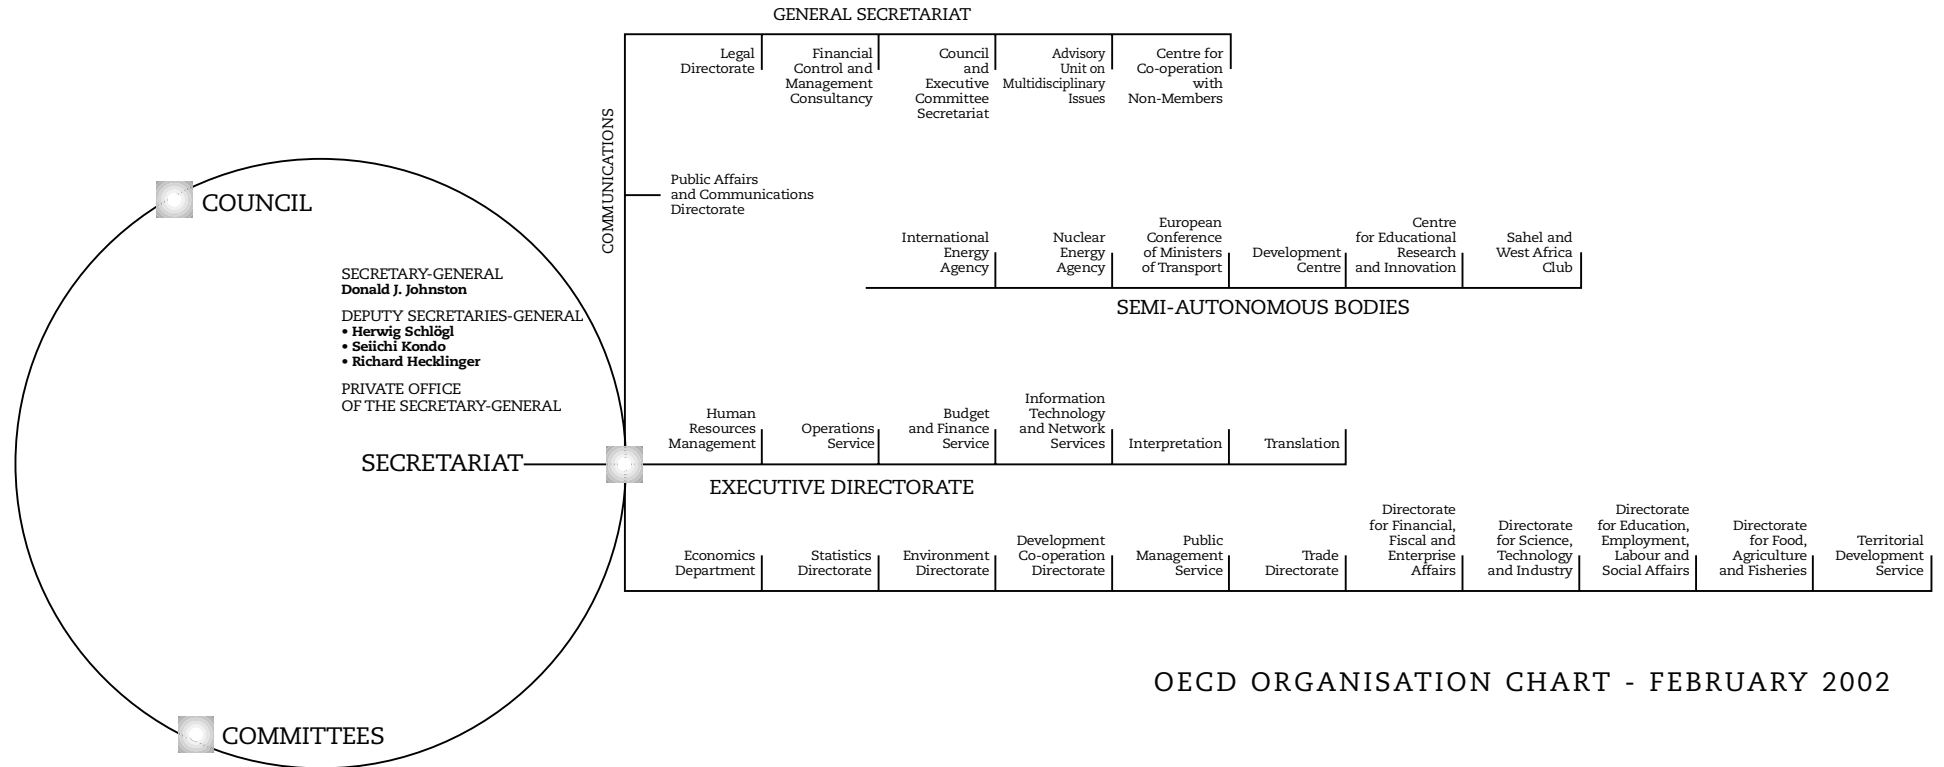 GENERAL SECRETARIAT
Legal
Directorate
Financial
Control and
Management
Consultancy
Council
and
Executive
Committee
Secretariat
Advisory
Unit on
Multidisciplinary
Issues
Centre for
Co-operation
with
Non-Members
COMMUNICATIONS
Public Affairs
and Communications
Directorate
COUNCIL
International
Energy
Agency
Nuclear
Energy
Agency
European
Conference
of Ministers
of Transport
Development
Centre
Centre
for Educational
Research
and Innovation
Sahel and
West Africa
Club
SEMI-AUTONOMOUS BODIES
SECRETARY-GENERAL
Donald J. Johnston
DEPUTY SECRETARIES-GENERAL
• Herwig Schlögl
• Seiichi Kondo
• Richard Hecklinger
PRIVATE OFFICE
OF THE SECRETARY-GENERAL
SECRETARIAT
Human
Resources
Management
Operations
Service
Budget
and Finance
Service
Information
Technology
and Network
Services
Interpretation
Translation
EXECUTIVE DIRECTORATE
Economics
Department
Statistics
Directorate
Environment
Directorate
Development
Co-operation
Directorate
Public
Management
Service
Trade
Directorate
Directorate
for Financial,
Fiscal and
Enterprise
Affairs
Directorate
for Science,
Technology
and Industry
Directorate
for Education,
Employment,
Labour and
Social Affairs
Directorate
for Food,
Agriculture
and Fisheries
Territorial
Development
Service
OECD ORGANISATION CHART - FEBRUARY 2002
COMMITTEES